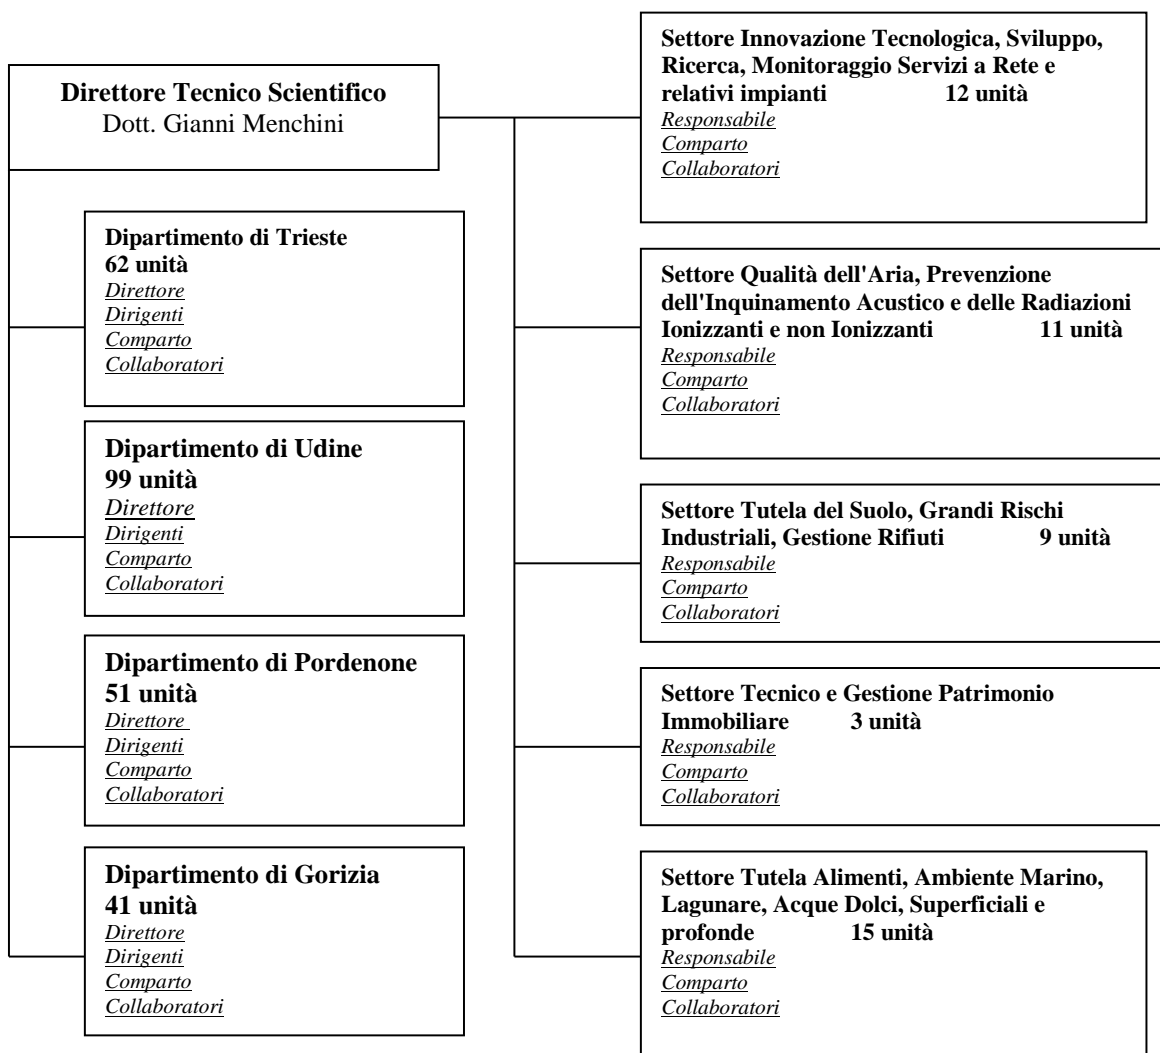 Direttore Tecnico Scientifico
Dott. Gianni Menchini
Dipartimento di Trieste
62 unità
Direttore
Dirigenti
Comparto
Collaboratori
Dipartimento di Udine
99 unità
Direttore
Dirigenti
Comparto
Collaboratori
Dipartimento di Pordenone
51 unità
Direttore
Dirigenti
Comparto
Collaboratori
Dipartimento di Gorizia
41 unità
Direttore
Dirigenti
Comparto
Collaboratori
Settore Innovazione Tecnologica, Sviluppo,
Ricerca, Monitoraggio Servizi a Rete e
relativi impianti 12 unità
Responsabile
Comparto
Collaboratori
Settore Qualità dell'Aria, Prevenzione
dell'Inquinamento Acustico e delle Radiazioni
Ionizzanti e non Ionizzanti 11 unità
Responsabile
Comparto
Collaboratori
Settore Tutela del Suolo, Grandi Rischi
Industriali, Gestione Rifiuti 9 unità
Responsabile
Comparto
Collaboratori
Settore Tecnico e Gestione Patrimonio
Immobiliare 3 unità
Responsabile
Comparto
Collaboratori
Settore Tutela Alimenti, Ambiente Marino,
Lagunare, Acque Dolci, Superficiali e
profonde 15 unità
Responsabile
Comparto
Collaboratori